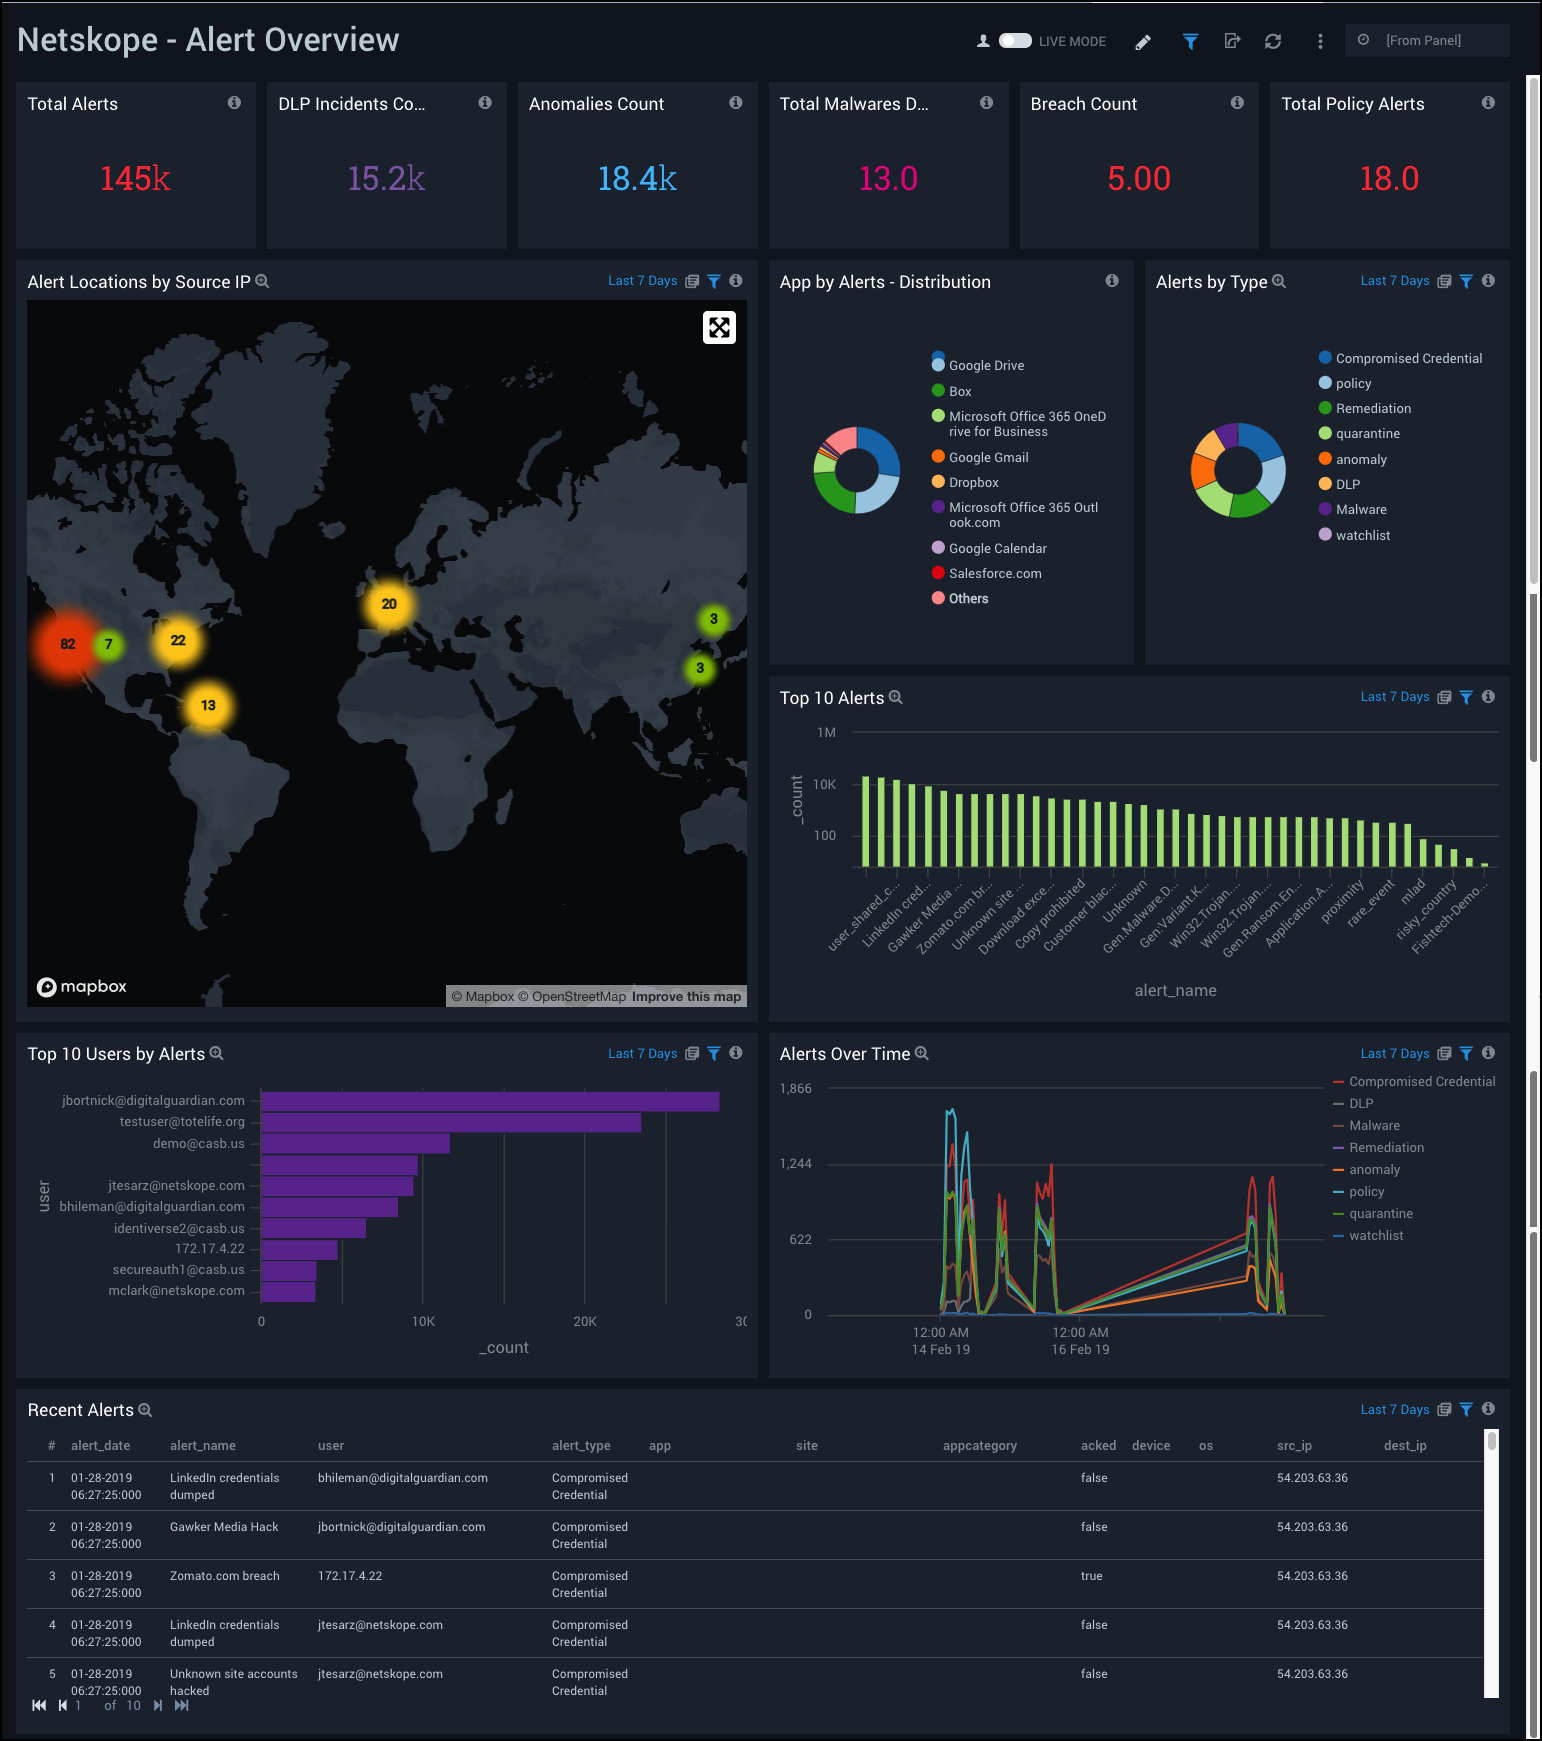 Netskope - Alert Overview
LIVE MODE
[From Panel]
Total Alerts
145k
DLP Incidents Co...
15.2k
Anomalies Count
18.4k
Total Malwares D...
13.0
Breach Count
5.00
Total Policy Alerts
18.0
Alert Locations by Source IP
Last 7 Days
82
7
22
13
20
3
3
mapbox
© Mapbox © OpenStreetMap Improve this map
App by Alerts - Distribution
Google Drive
Box
Microsoft Office 365 OneD
rive for Business
Google Gmail
Dropbox
Microsoft Office 365 Outl
ook.com
Google Calendar
Salesforce.com
Others
Alerts by Type
Last 7 Days
Compromised Credential
policy
Remediation
quarantine
anomaly
DLP
Malware
watchlist
Top 10 Alerts
Last 7 Days
1M
10K
100
_count
user_shared_c...
LinkedIn cred...
Gawker Media ...
Zomato.com br...
Unknown site ...
Download exce...
Copy prohibited
Customer blac...
Unknown
Gen.Malware.D...
Gen:Variant.K...
Win32.Trojan....
Win32.Trojan....
Gen.Ransom.En...
Application.A...
proximity
rare_event
mlad
risky_country
Fishtech-Demo...
alert_name
Top 10 Users by Alerts
Last 7 Days
user
jbortnick@digitalguardian.com
testuser@totelife.org
demo@casb.us
jtesarz@netskope.com
bhileman@digitalguardian.com
identiverse2@casb.us
172.17.4.22
secureauth1@casb.us
mclark@netskope.com
0 10K 20K 30
_count
Alerts Over Time
Last 7 Days
1,866
1,244
622
0
12:00 AM 12:00 AM
14 Feb 19 16 Feb 19
Compromised Credential
DLP
Malware
Remediation
anomaly
policy
quarantine
watchlist
Recent Alerts
Last 7 Days
# alert_date alert_name user alert_type app site appcategory acked device os src_ip dest_ip
1 01-28-2019 LinkedIn credentials bhileman@digitalguardian.com Compromised false 54.203.63.36
06:27:25:000 dumped Credential
2 01-28-2019 Gawker Media Hack jbortnick@digitalguardian.com Compromised false 54.203.63.36
06:27:25:000 Credential
3 01-28-2019 Zomato.com breach 172.17.4.22 Compromised true 54.203.63.36
06:27:25:000 Credential
4 01-28-2019 LinkedIn credentials jtesarz@netskope.com Compromised false 54.203.63.36
06:27:25:000 dumped Credential
5 01-28-2019 Unknown site accounts jtesarz@netskope.com Compromised false 54.203.63.36
06:27:25:000 hacked Credential
1 of 10